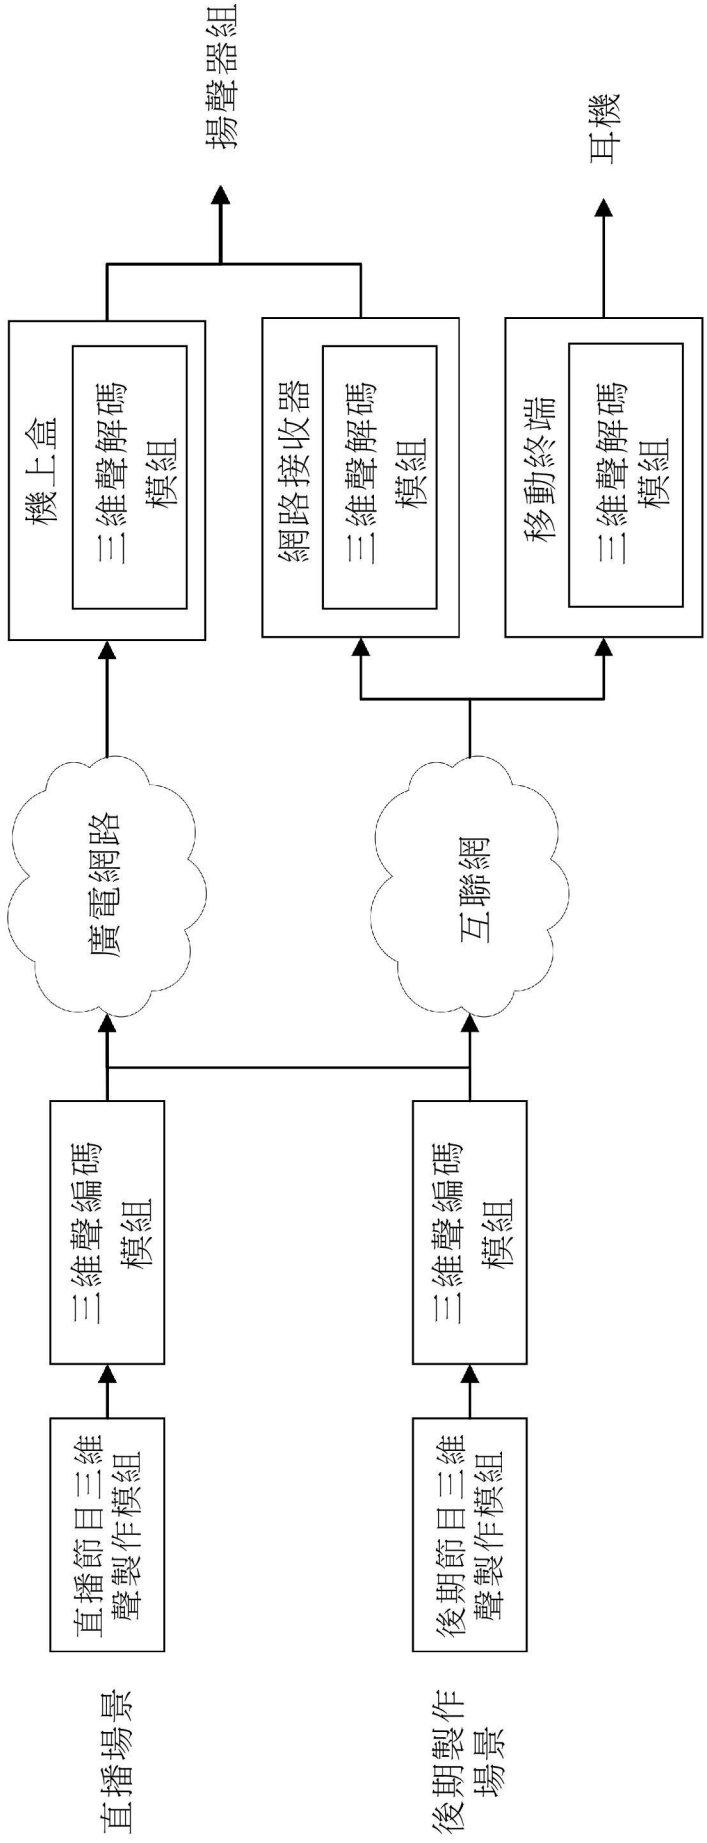 直播場景
直播節目三維
聲製作模組
三維聲編碼
模組
廣電網路
機上盒
三維聲解碼
模組
揚聲器組
後期製作
場景
後期節目三維
聲製作模組
三維聲編碼
模組
互聯網
網路接收器
三維聲解碼
模組
移動終端
三維聲解碼
模組
耳機